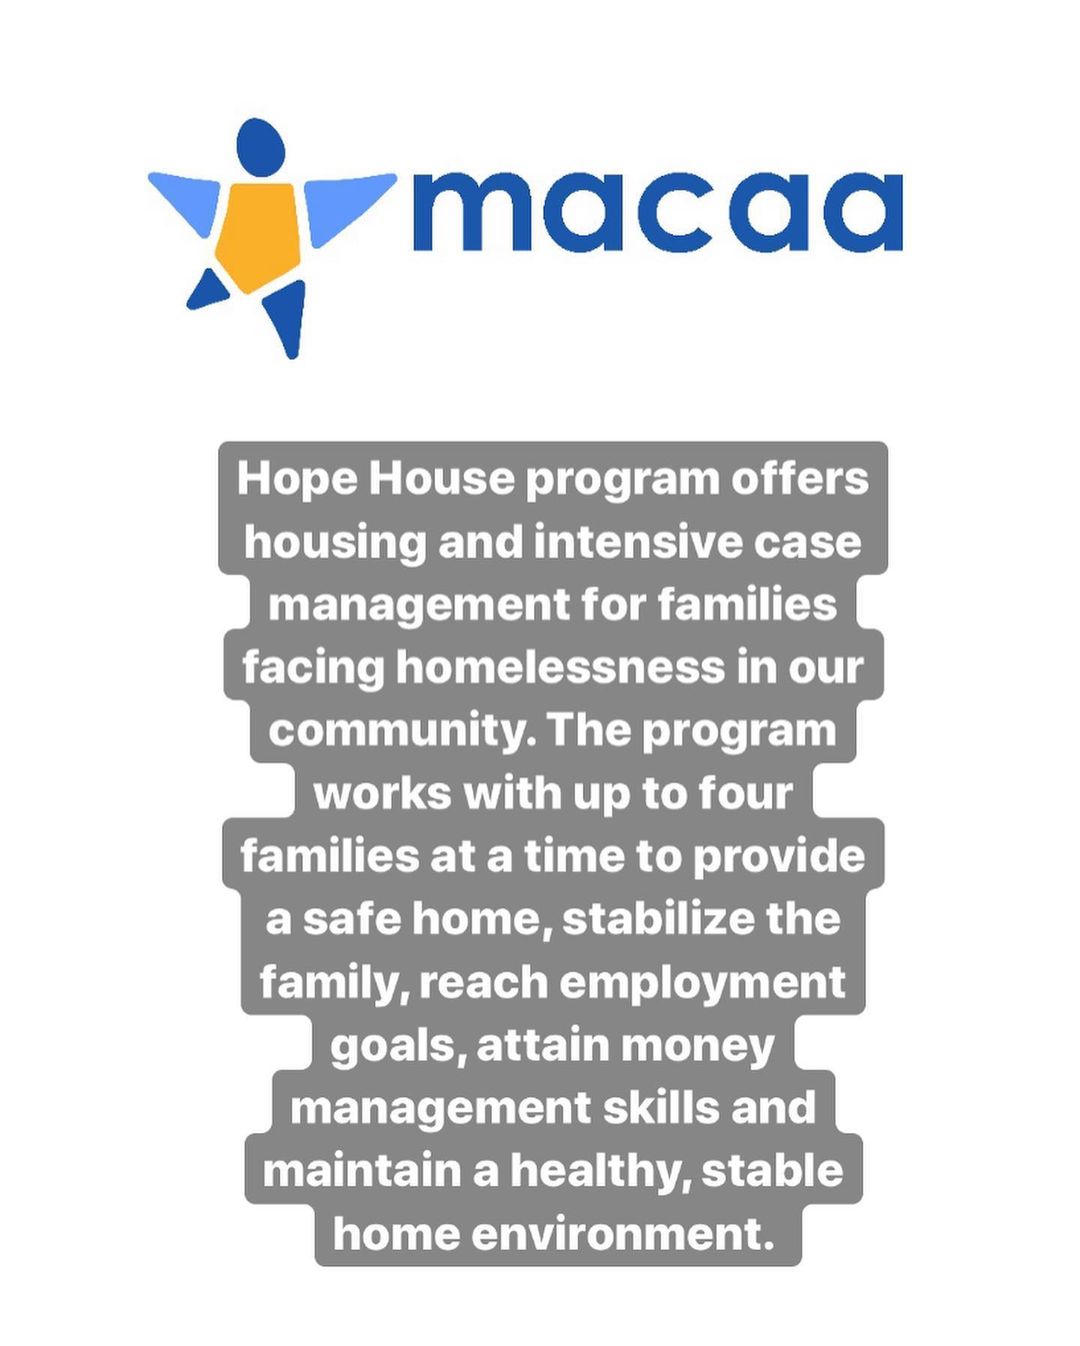 macaa
Hope House program offers
housing and intensive case
management for families
facing homelessness in our
community. The program
works with up to four
families at a time to provide
a safe home, stabilize the
family, reach employment
goals, attain money
management skills and
maintain a healthy, stable
home environment.